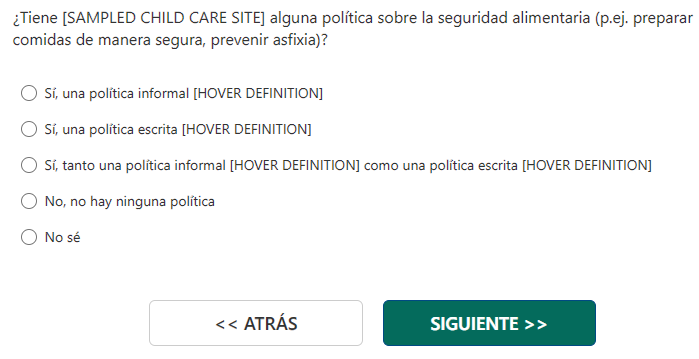 ¿Tiene [SAMPLED CHILD CARE SITE] alguna política sobre la seguridad alimentaria (p.ej. preparar
comidas de manera segura, prevenir asfixia)?
Sí, una política informal [HOVER DEFINITION]
Sí, una política escrita [HOVER DEFINITION]
Sí, tanto una política informal [HOVER DEFINITION] como una política escrita [HOVER DEFINITION]
No, no hay ninguna política
No sé
<< ATRÁS
SIGUIENTE >>